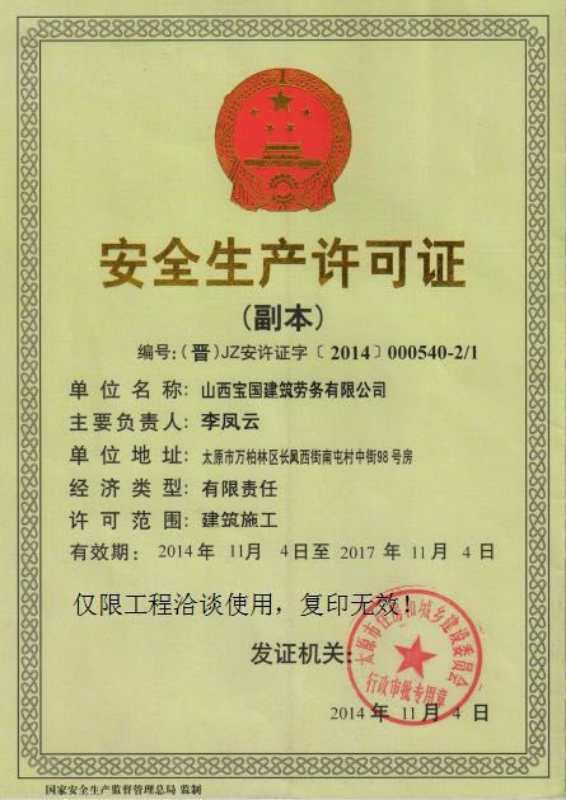 安全生产许可证
(副本)
编号:(晋)JZ安许证字〔2014〕000540-2/1
单位名称: 山西宝国建筑劳务有限公司
主要负责人: 李凤云
单位地址: 太原市万柏林区长风西街南屯村中街98号房
经济类型: 有限责任
许可范围: 建筑施工
有效期: 2014年 11月 4日至 2017年 11月 4日
仅限工程洽谈使用，复印无效！
发证机关:
太原市住房和城乡建设委员会
行政审批专用章
2014年 11月 4日
国家安全生产监督管理总局 监制